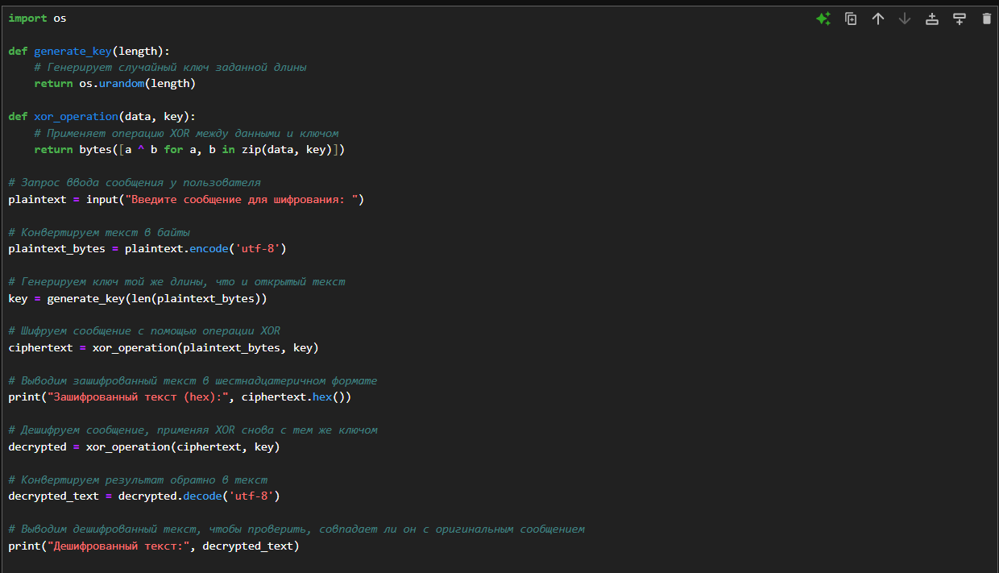 import os
def generate_key(length):
    # Генерирует случайный ключ заданной длины
    return os.urandom(length)
def xor_operation(data, key):
    # Применяет операцию XOR между данными и ключом
    return bytes([a ^ b for a, b in zip(data, key)])
# Запрос ввода сообщения у пользователя
plaintext = input("Введите сообщение для шифрования: ")
# Конвертируем текст в байты
plaintext_bytes = plaintext.encode('utf-8')
# Генерируем ключ той же длины, что и открытый текст
key = generate_key(len(plaintext_bytes))
# Шифруем сообщение с помощью операции XOR
ciphertext = xor_operation(plaintext_bytes, key)
# Выводим зашифрованный текст в шестнадцатеричном формате
print("Зашифрованный текст (hex):", ciphertext.hex())
# Дешифруем сообщение, применяя XOR снова с тем же ключом
decrypted = xor_operation(ciphertext, key)
# Конвертируем результат обратно в текст
decrypted_text = decrypted.decode('utf-8')
# Выводим дешифрованный текст, чтобы проверить, совпадает ли он с оригинальным сообщением
print("Дешифрованный текст:", decrypted_text)